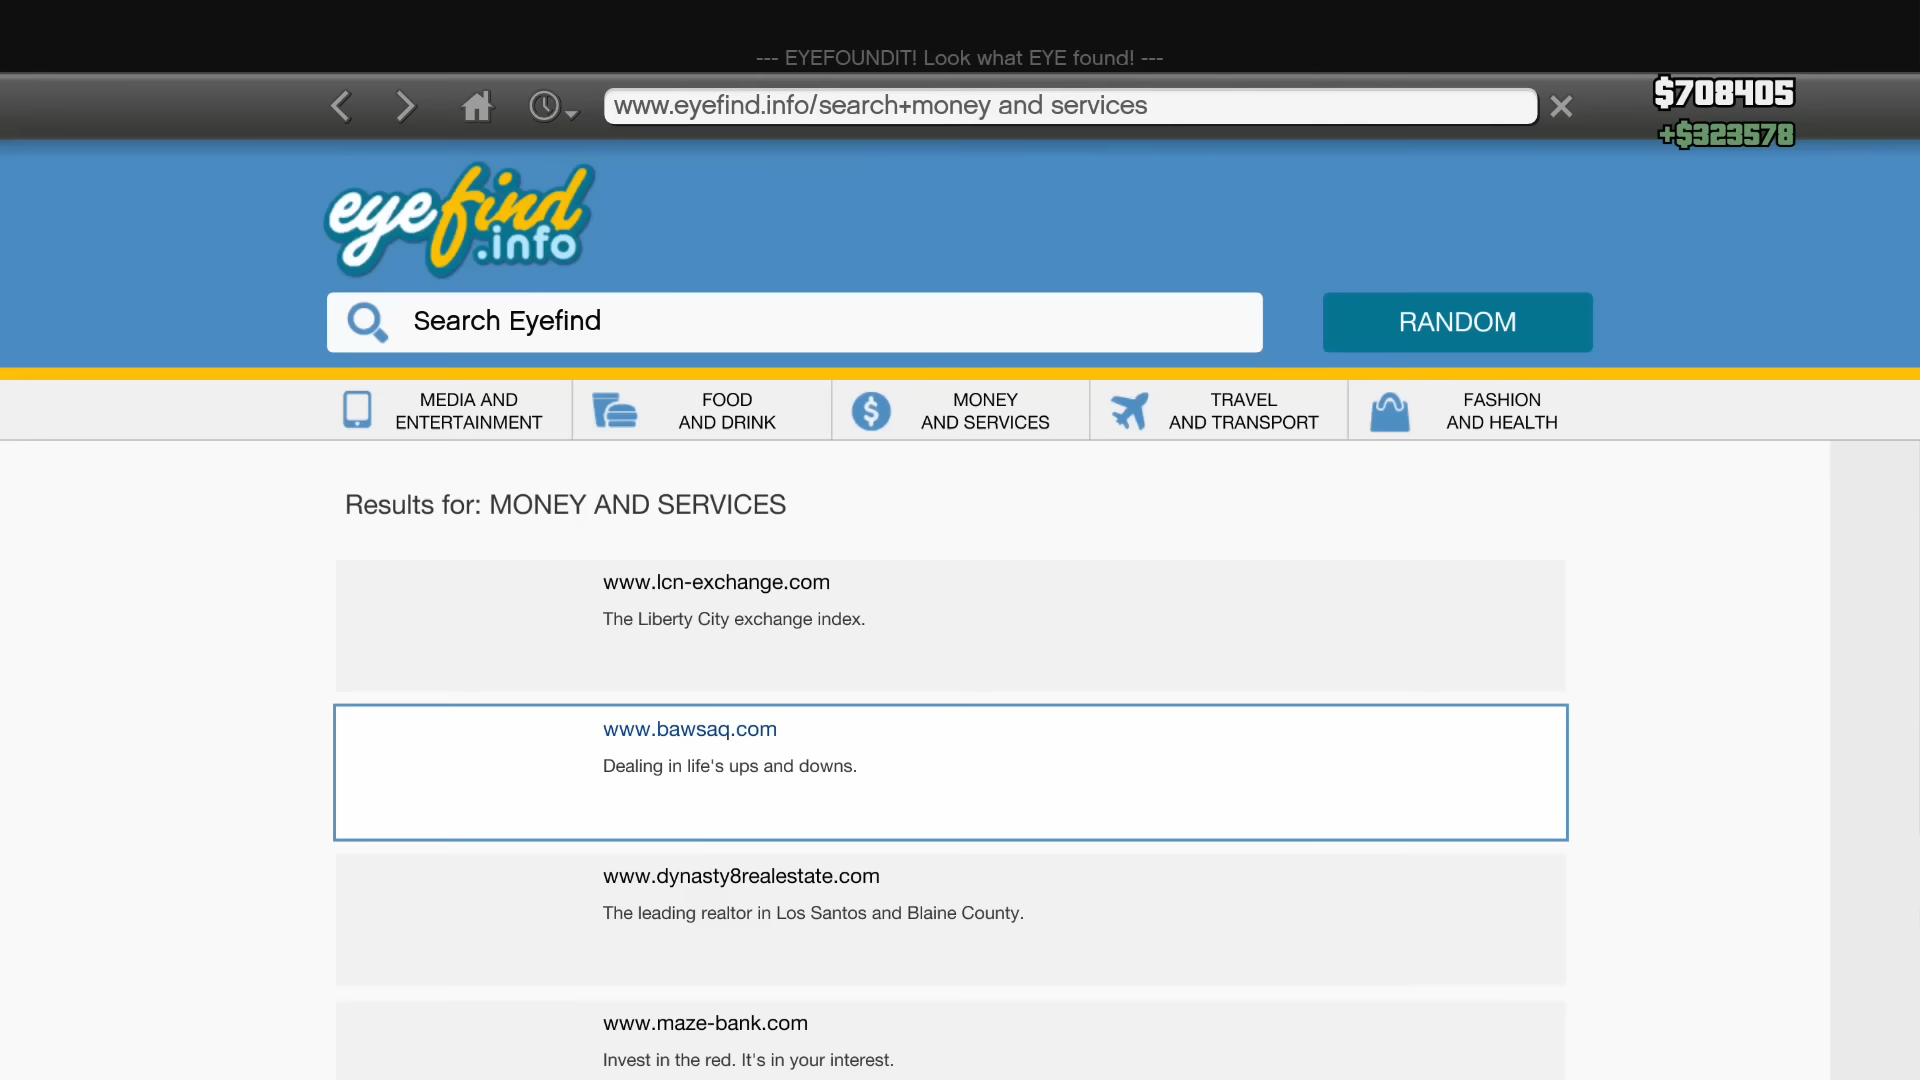 --- EYEFOUNDIT! Look what EYE found! ---
www.eyefind.info/search+money and services
$708405
+$323578
eyefind
.info
Search Eyefind
RANDOM
MEDIA AND
ENTERTAINMENT
FOOD
AND DRINK
MONEY
AND SERVICES
TRAVEL
AND TRANSPORT
FASHION
AND HEALTH
Results for: MONEY AND SERVICES
www.lcn-exchange.com
The Liberty City exchange index.
www.bawsaq.com
Dealing in life's ups and downs.
www.dynasty8realestate.com
The leading realtor in Los Santos and Blaine County.
www.maze-bank.com
Invest in the red. It's in your interest.